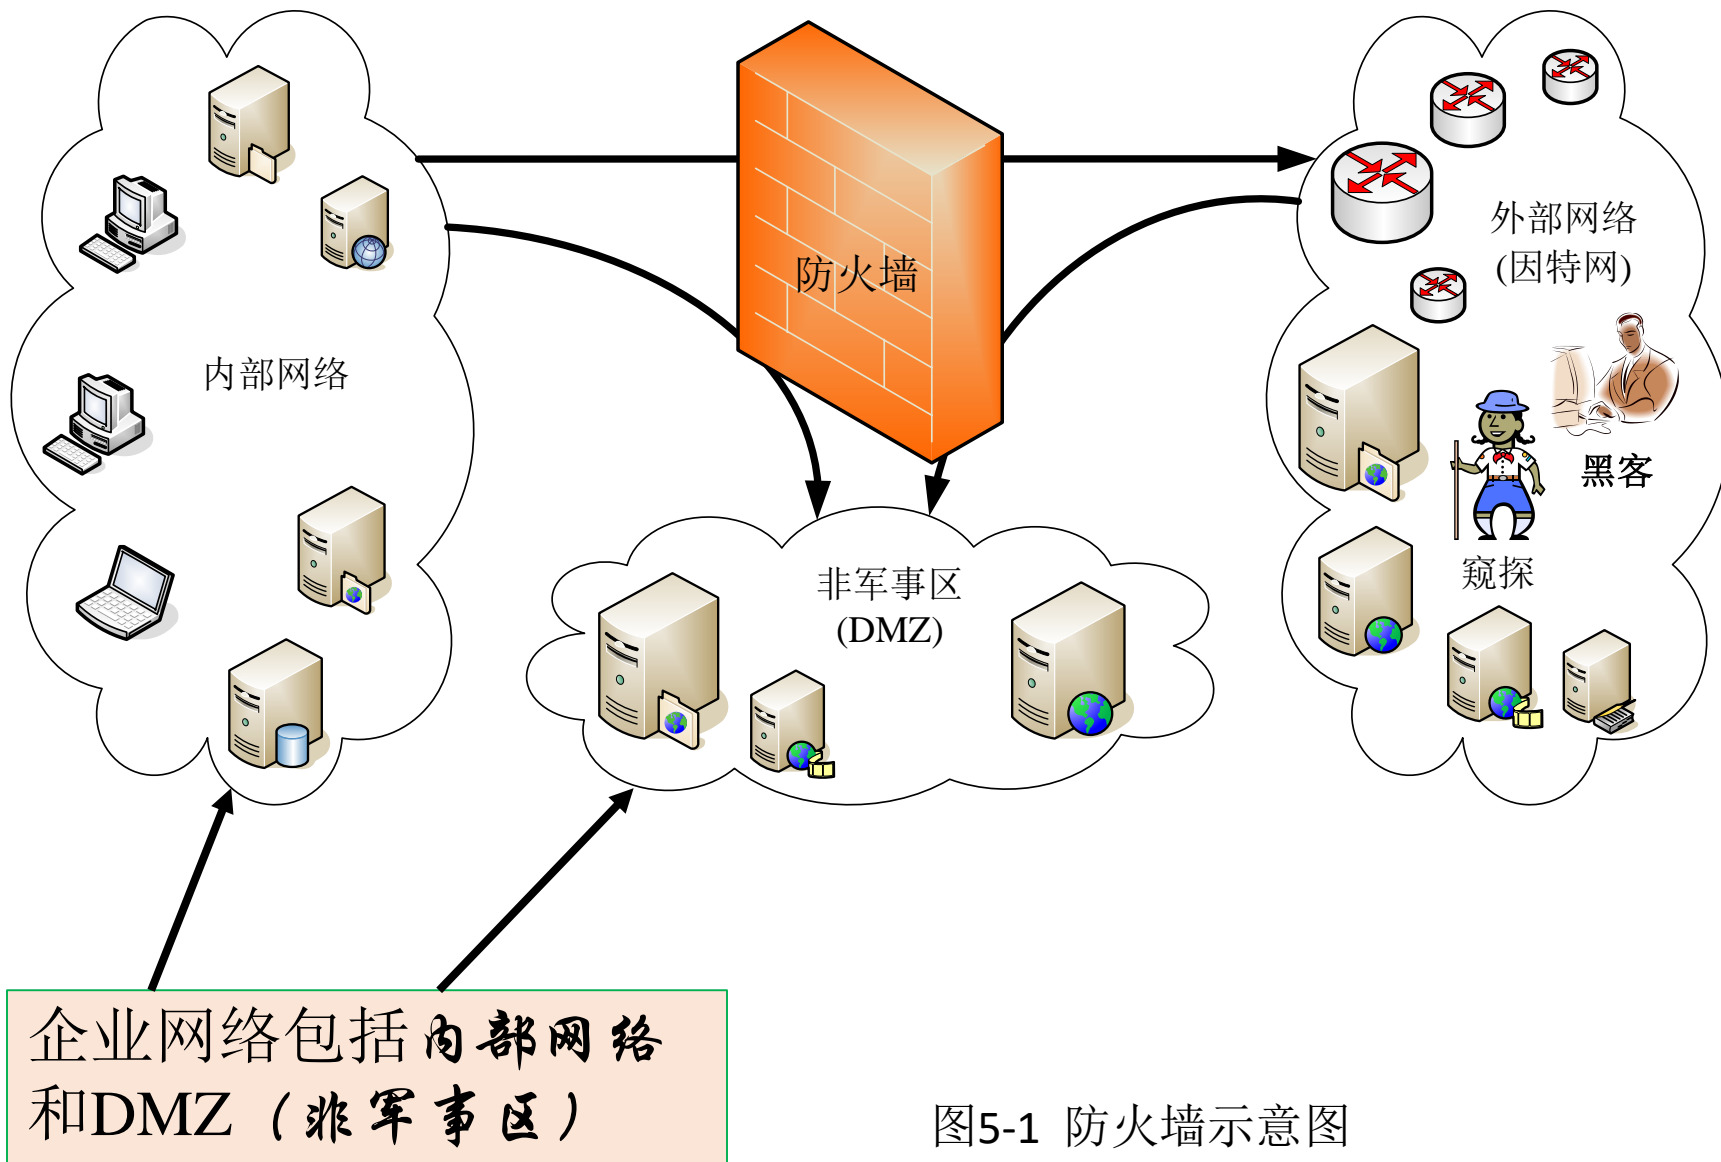 防火墙
外部网络
(因特网)
内部网络
黑客
窥探
非军事区
(DMZ)
企业网络包括内部网络
和DMZ（非军事区）
图5-1 防火墙示意图